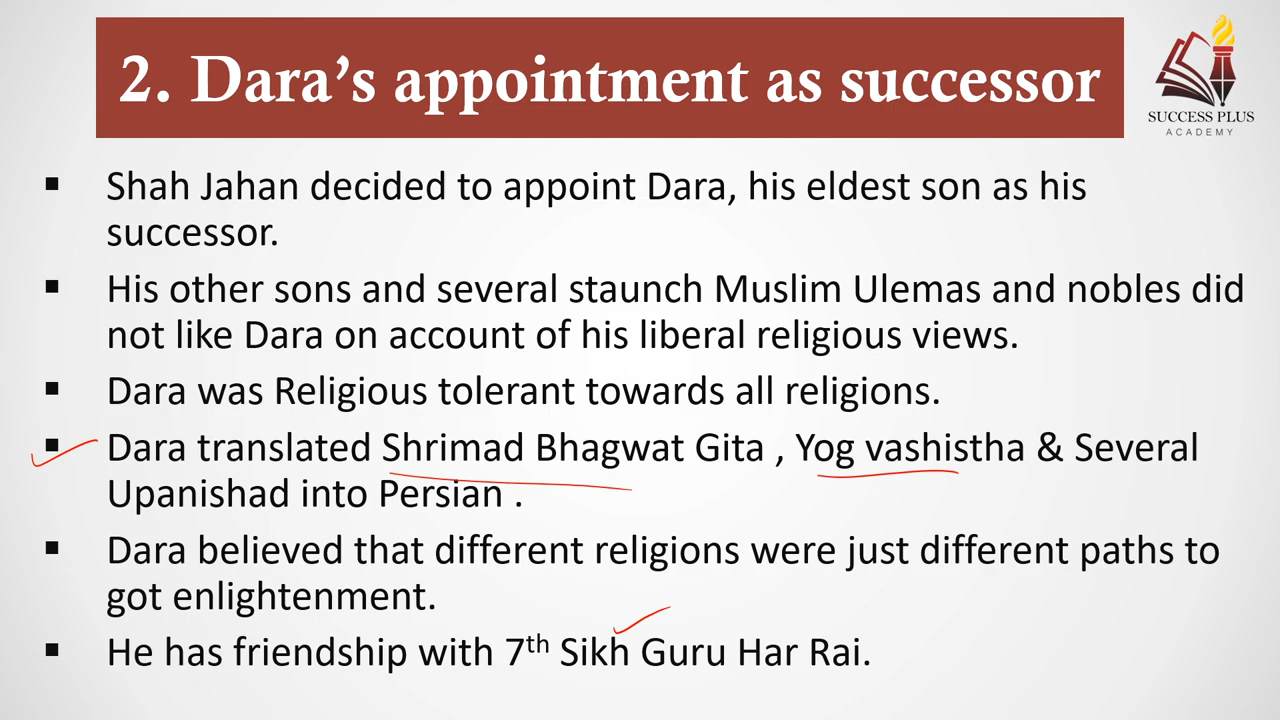 2. Dara's appointment as successor
SUCCESS PLUS
ACADEMY
▪ Shah Jahan decided to appoint Dara, his eldest son as his
successor.
▪ His other sons and several staunch Muslim Ulemas and nobles did
not like Dara on account of his liberal religious views.
▪ Dara was Religious tolerant towards all religions.
▪ Dara translated Shrimad Bhagwat Gita , Yog vashistha & Several
Upanishad into Persian .
▪ Dara believed that different religions were just different paths to
got enlightenment.
▪ He has friendship with 7th Sikh Guru Har Rai.